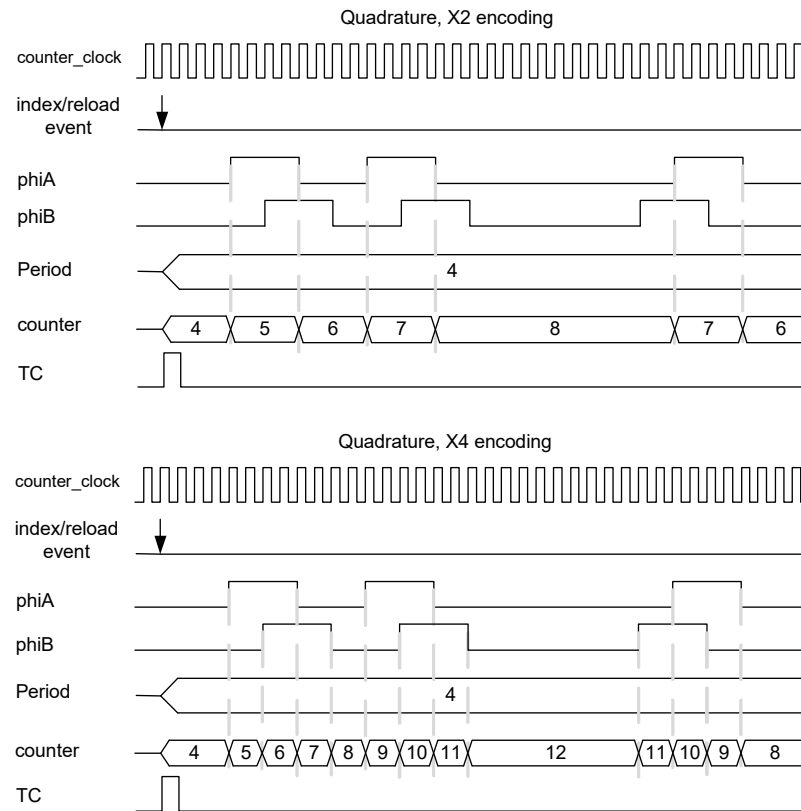 Quadrature, X2 encoding
counter_clock
index/reload
event
phiA
phiB
Period
4
counter
4 5 6 7 8 7 6
TC
Quadrature, X4 encoding
counter_clock
index/reload
event
phiA
phiB
Period
4
counter
4 5 6 7 8 9 10 11 12 11 10 9 8
TC